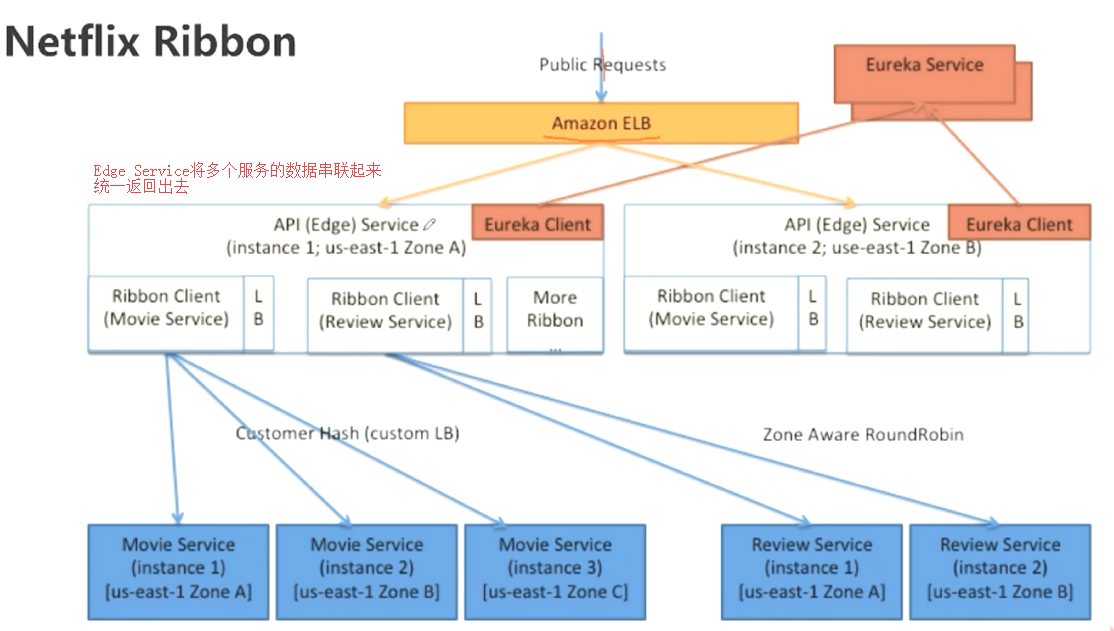 Netflix Ribbon
Public Requests
Eureka Service
Amazon ELB
Edge Service将多个服务的数据串联起来
统一返回出去
API (Edge) Service
(instance 1; us-east-1 Zone A)
Eureka Client
API (Edge) Service
(instance 2; use-east-1 Zone B)
Eureka Client
Ribbon Client
(Movie Service)
L
B
Ribbon Client
(Review Service)
L
B
More
Ribbon
...
Ribbon Client
(Movie Service)
L
B
Ribbon Client
(Review Service)
L
B
Customer Hash (custom LB)
Zone Aware RoundRobin
Movie Service
(instance 1)
[us-east-1 Zone A]
Movie Service
(instance 2)
[us-east-1 Zone B]
Movie Service
(instance 3)
[us-east-1 Zone C]
Review Service
(instance 1)
[us-east-1 Zone A]
Review Service
(instance 2)
[us-east-1 Zone B]